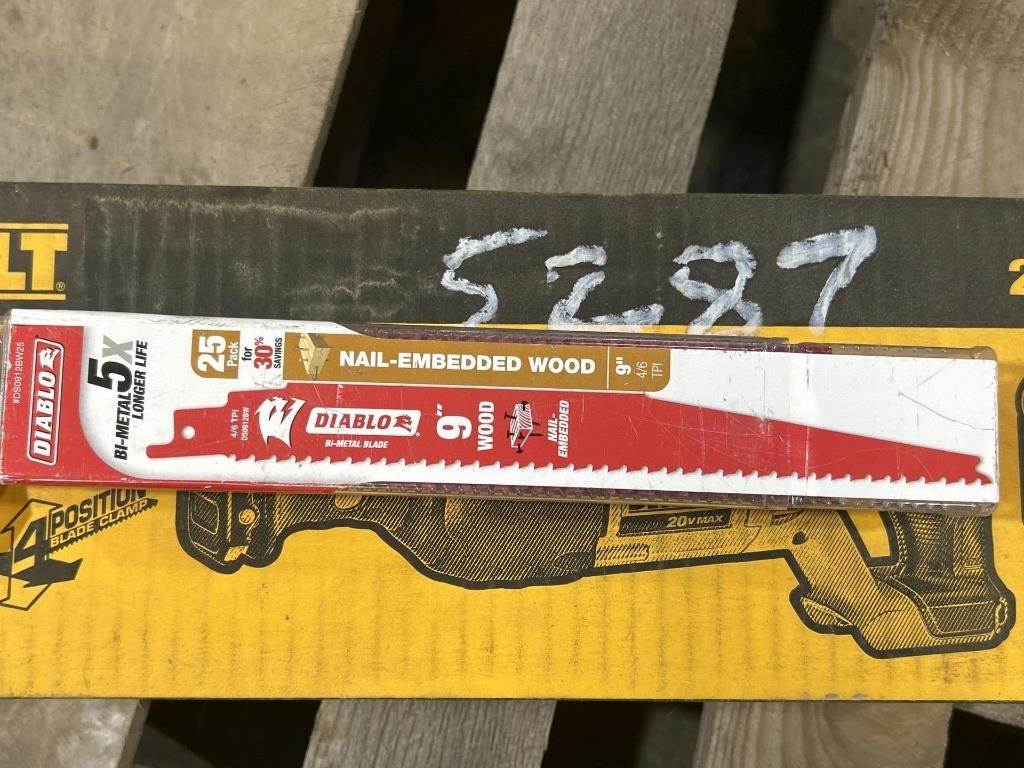 LT®
5287
2
#DS0912BW25
DIABLO
BI-METAL 5X
LONGER LIFE
25
Pack
for
30%
SAVINGS
NAIL-EMBEDDED WOOD
9"
4/6
TPI
4/6 TPI
DS0912BW
DIABLO
BI-METAL BLADE
9"
WOOD
NAIL-
EMBEDDED
4 POSITION
BLADE CLAMP
20V MAX